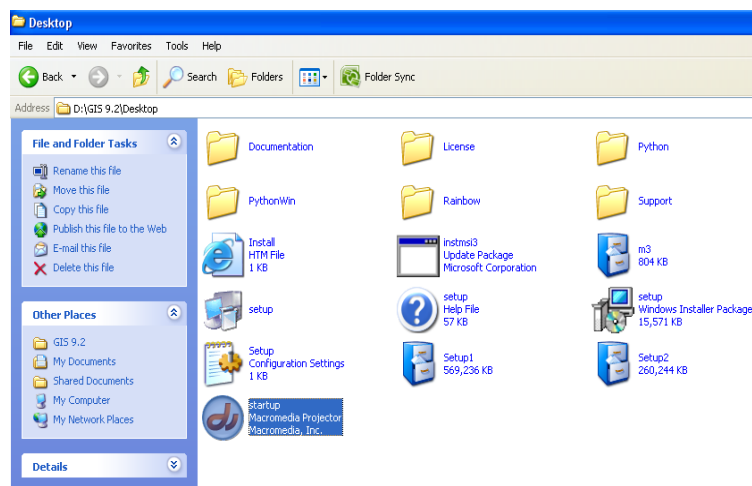 Desktop
File Edit View Favorites Tools Help
Back Search Folders Folder Sync
Address D:\GIS 9.2\Desktop
File and Folder Tasks
Rename this file
Move this file
Copy this file
Publish this file to the Web
E-mail this file
Delete this file
Other Places
GIS 9.2
My Documents
Shared Documents
My Computer
My Network Places
Details
Documentation
License
Python
PythonWin
Rainbow
Support
Install
HTM File
1 KB
instmsi3
Update Package
Microsoft Corporation
m3
804 KB
setup
setup
Help File
57 KB
setup
Windows Installer Package
15,571 KB
Setup
Configuration Settings
1 KB
Setup1
569,236 KB
Setup2
260,244 KB
startup
Macromedia Projector
Macromedia, Inc.